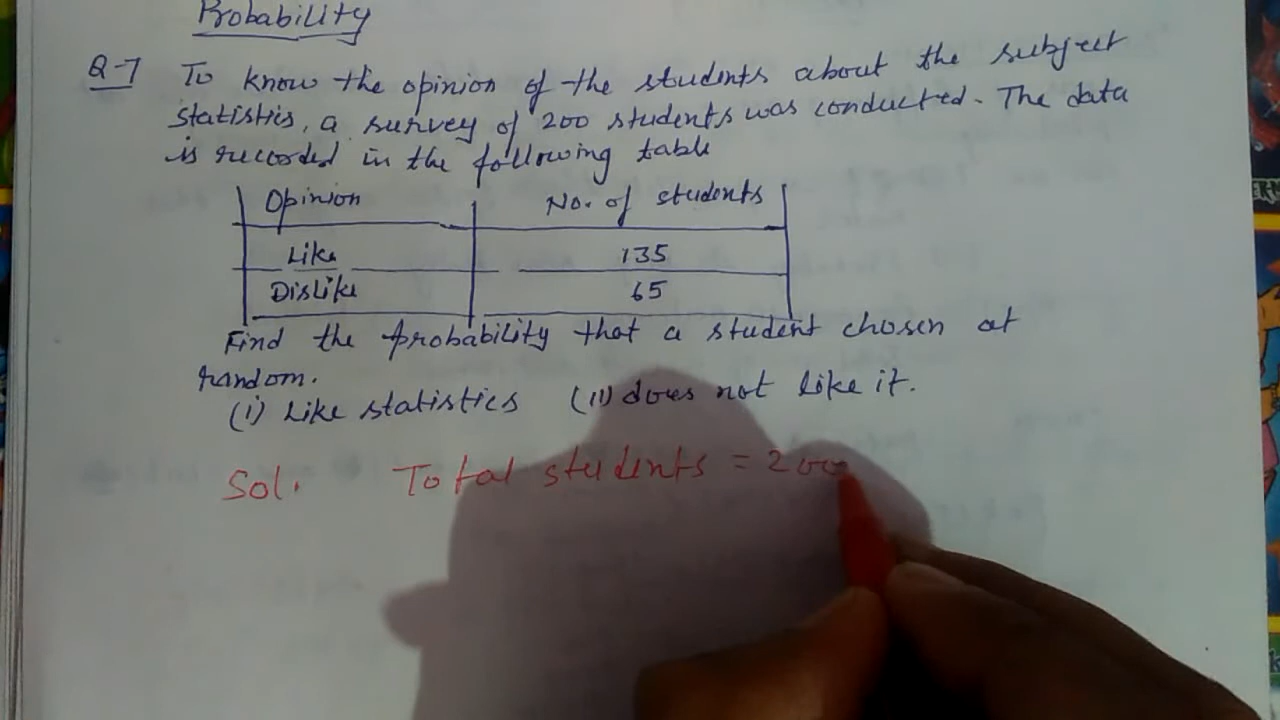 Probability
Q-7 To know the opinion of the students about the subject
statistics, a survey of 200 students was conducted. The data
is recorded in the following table
Opinion No. of students
Like 135
Dislike 65
Find the probability that a student chosen at
random.
(i) Like statistics (ii) does not like it.
Sol. Total students = 200